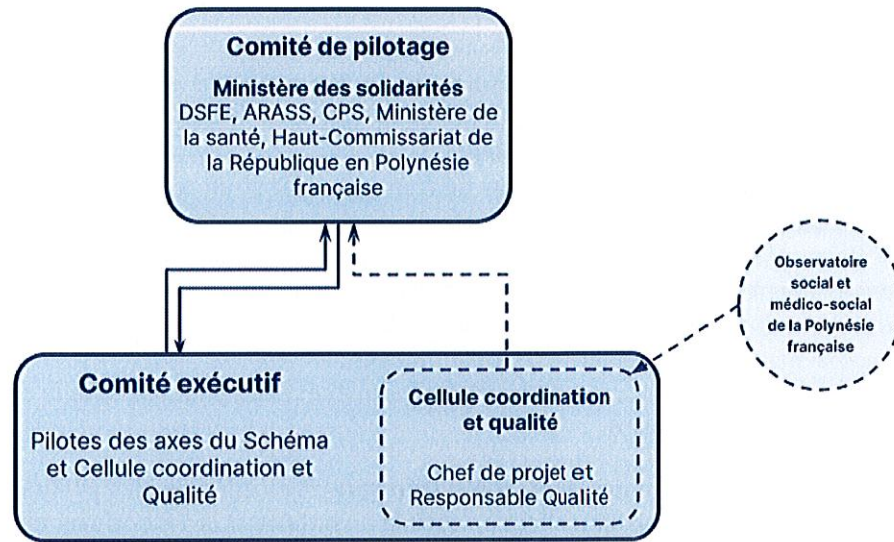 Comité de pilotage
Ministère des solidarités
DSFE, ARASS, CPS, Ministère de
la santé, Haut-Commissariat de
la République en Polynésie
française
Observatoire
social et
médico-social
de la Polynésie
française
Comité exécutif
Pilotes des axes du Schéma
et Cellule coordination et
Qualité
Cellule coordination
et qualité
Chef de projet et
Responsable Qualité